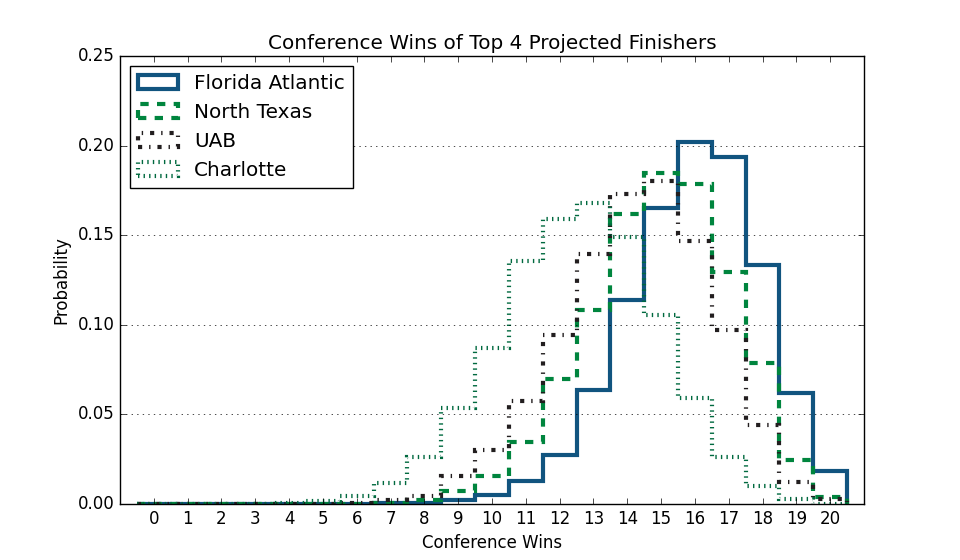 Conference Wins of Top 4 Projected Finishers
0.25
0.20
0.15
0.10
0.05
0.00
Probability
Florida Atlantic
North Texas
UAB
Charlotte
0 1 2 3 4 5 6 7 8 9 10 11 12 13 14 15 16 17 18 19 20
Conference Wins